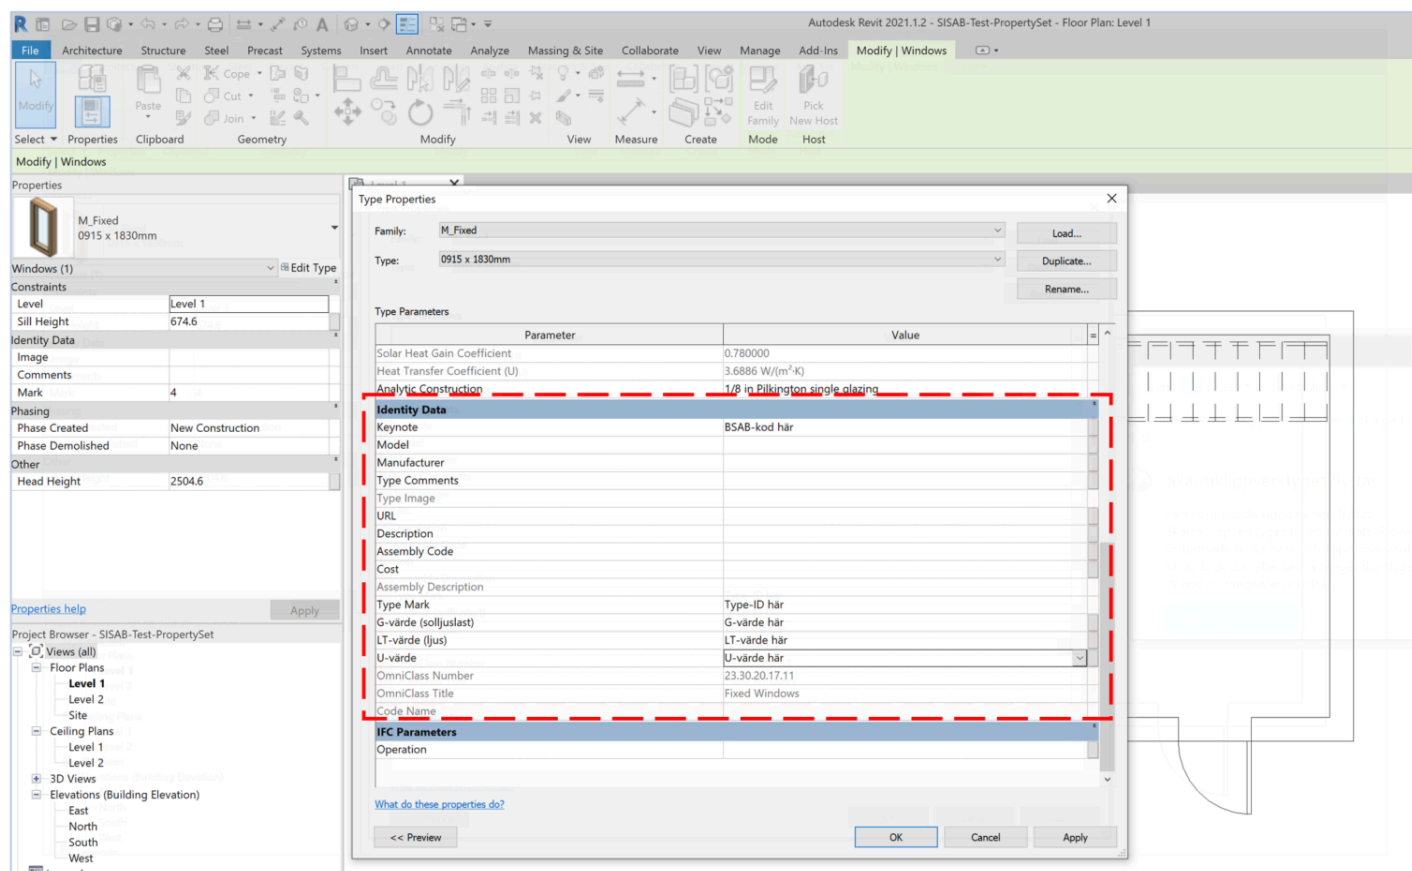 Autodesk Revit 2021.1.2 - SISAB-Test-PropertySet - Floor Plan: Level 1
File Architecture Structure Steel Precast Systems Insert Annotate Analyze Massing & Site Collaborate View Manage Add-Ins Modify | Windows
Modify
Paste
Cope
Cut
Join
Edit
Family
Pick
New Host
Select Properties Clipboard Geometry Modify View Measure Create Mode Host
Modify | Windows
Properties
M_Fixed
0915 x 1830mm
Windows (1) Edit Type
Constraints
Level Level 1
Sill Height 674.6
Identity Data
Image
Comments
Mark 4
Phasing
Phase Created New Construction
Phase Demolished None
Other
Head Height 2504.6
Properties help Apply
Project Browser - SISAB-Test-PropertySet
Views (all)
Floor Plans
Level 1
Level 2
Site
Ceiling Plans
Level 1
Level 2
3D Views
Elevations (Building Elevation)
East
North
South
West
Type Properties
Family: M_Fixed Load...
Type: 0915 x 1830mm Duplicate...
Rename...
Type Parameters
Parameter Value =
Solar Heat Gain Coefficient 0.780000
Heat Transfer Coefficient (U) 3.6886 W/(m²·K)
Analytic Construction 1/8 in Pilkington single glazing
Identity Data
Keynote BSAB-kod här
Model
Manufacturer
Type Comments
Type Image
URL
Description
Assembly Code
Cost
Assembly Description
Type Mark Type-ID här
G-värde (solljuslast) G-värde här
LT-värde (ljus) LT-värde här
U-värde U-värde här
OmniClass Number 23.30.20.17.11
OmniClass Title Fixed Windows
Code Name
IFC Parameters
Operation
What do these properties do?
<< Preview OK Cancel Apply